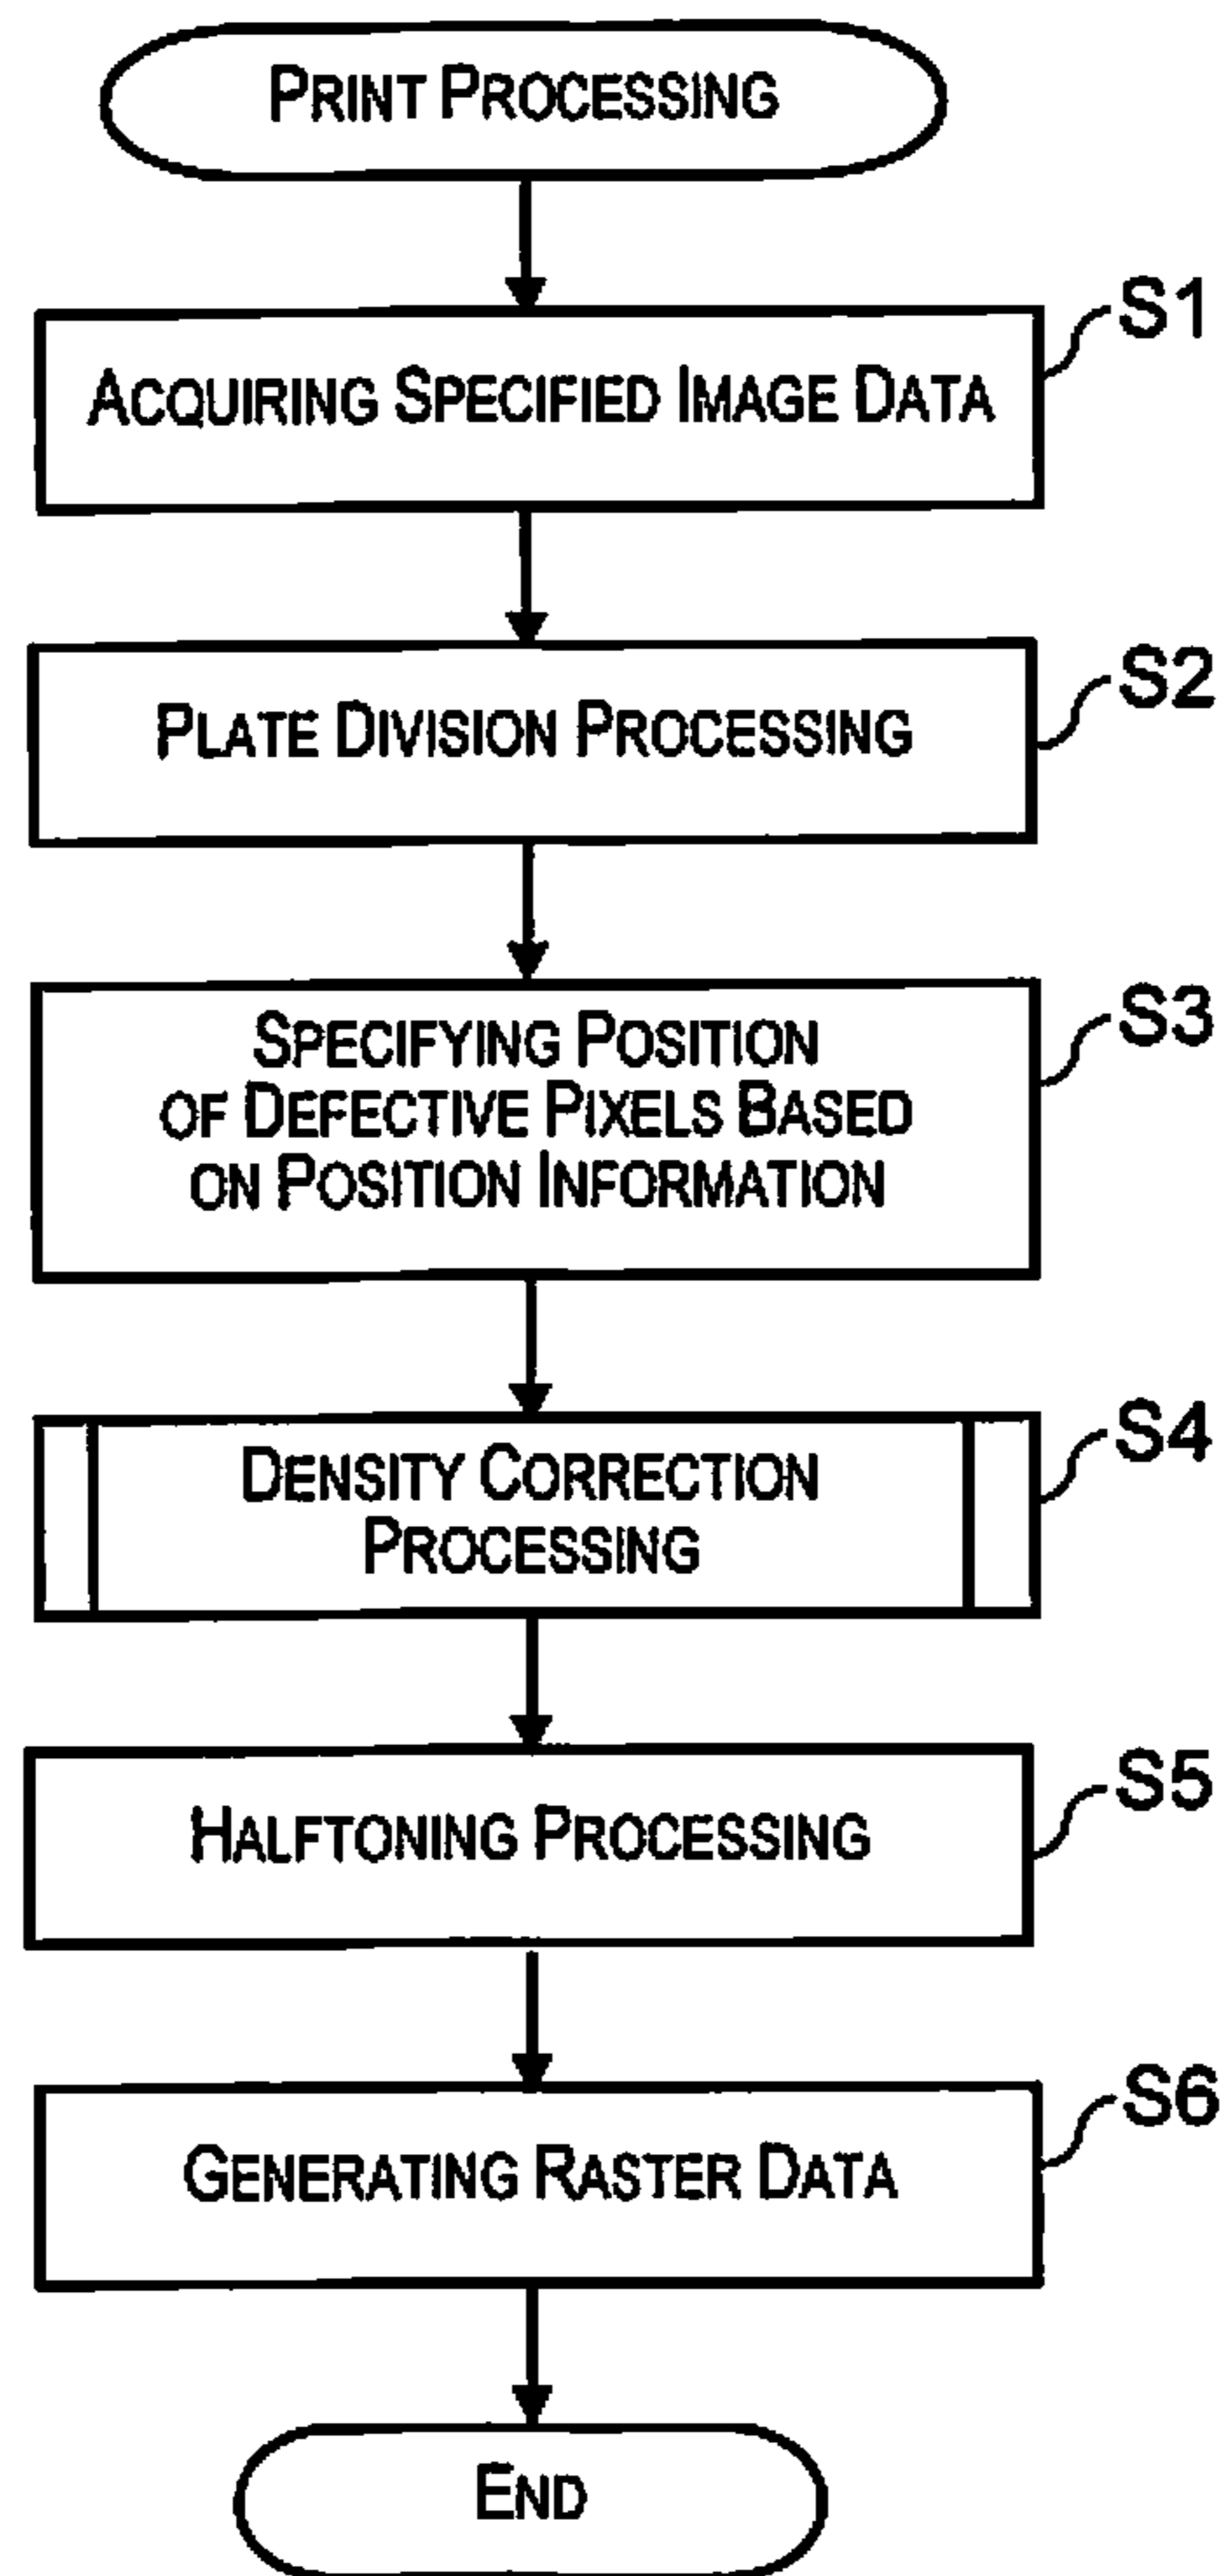 PRINT PROCESSING
S1
ACQUIRING SPECIFIED IMAGE DATA
S2
PLATE DIVISION PROCESSING
S3
SPECIFYING POSITION
OF DEFECTIVE PIXELS BASED
ON POSITION INFORMATION
S4
DENSITY CORRECTION
PROCESSING
S5
HALFTONING PROCESSING
S6
GENERATING RASTER DATA
END